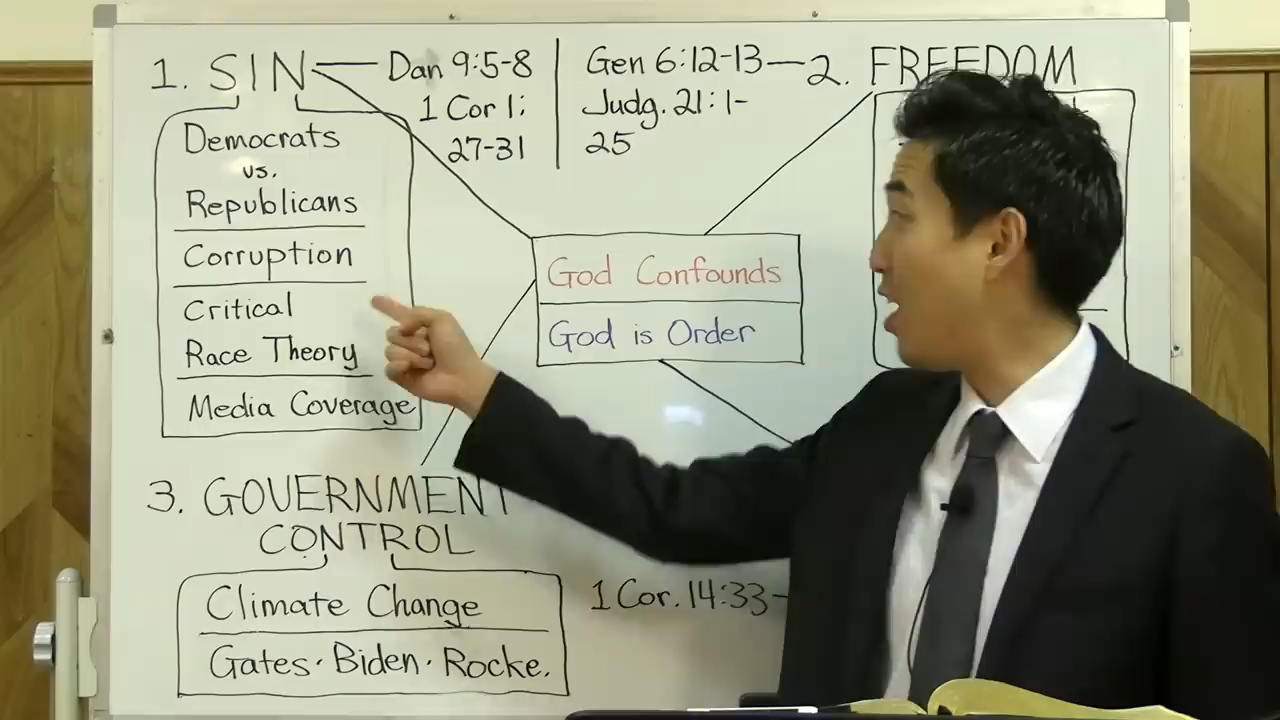 1. SIN
Dan 9:5-8
1 Cor 1:
27-31
Gen 6:12-13
Judg. 21:1-
25
2. FREEDOM
Democrats
vs.
Republicans
Corruption
Critical
Race Theory
Media Coverage
God Confounds
God is Order
3. GOVERNMENT
CONTROL
Climate Change
Gates · Biden · Rocke.
1 Cor. 14:33-